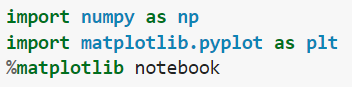 import numpy as np
import matplotlib.pyplot as plt
%matplotlib notebook